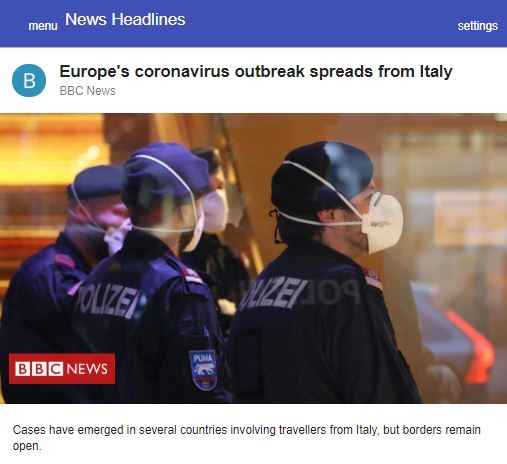 menu News Headlines settings
B Europe's coronavirus outbreak spreads from Italy
BBC News
POLIZEI
POLIZEI
PUMA
BBC NEWS
Cases have emerged in several countries involving travellers from Italy, but borders remain
open.